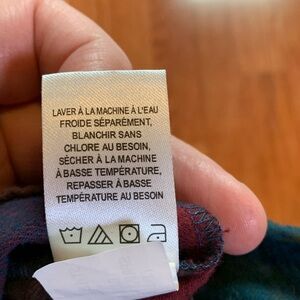 LAVER À LA MACHINE À L'EAU
FROIDE SÉPARÉMENT,
BLANCHIR SANS
CHLORE AU BESOIN,
SÉCHER À LA MACHINE
À BASSE TEMPÉRATURE,
REPASSER À BASSE
TEMPÉRATURE AU BESOIN